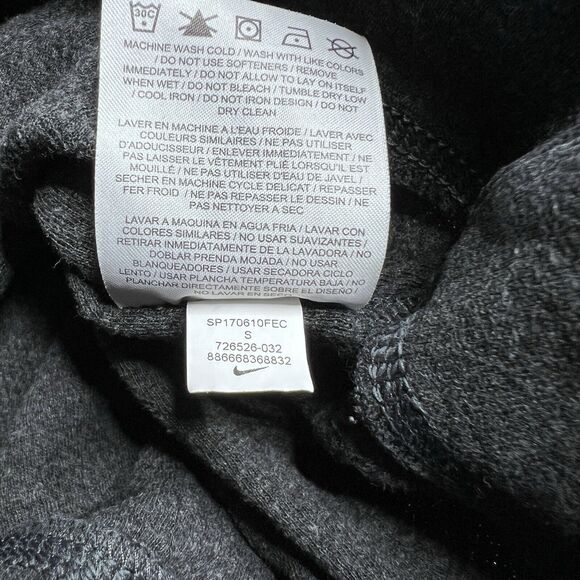 30C
MACHINE WASH COLD / WASH WITH LIKE COLORS
/ DO NOT USE SOFTENERS / REMOVE
IMMEDIATELY / DO NOT ALLOW TO LAY ON ITSELF
WHEN WET / DO NOT BLEACH / TUMBLE DRY LOW
/ COOL IRON / DO NOT IRON DESIGN / DO NOT
DRY CLEAN
LAVER EN MACHINE A L'EAU FROIDE / LAVER AVEC
COULEURS SIMILAIRES / NE PAS UTILISER
D'ADOUCISSEUR / ENLEVER IMMEDIATEMENT / NE
PAS LAISSER LE VÊTEMENT PLIÉ LORSQU'IL EST
MOUILLÉ / NE PAS UTILISER D'EAU DE JAVEL /
SECHER EN MACHINE CYCLE DELICAT / REPASSER
FER FROID / NE PAS REPASSER LE DESSIN / NE
PAS NETTOYER A SEC
LAVAR A MAQUINA EN AGUA FRIA / LAVAR CON
COLORES SIMILARES / NO USAR SUAVIZANTES /
RETIRAR INMEDIATAMENTE DE LA LAVADORA / NO
DOBLAR PRENDA MOJADA / NO USAR
BLANQUEADORES / USAR SECADORA CICLO
LENTO / USAR PLANCHA TEMPERATURA BAJA / NO
PLANCHAR DIRECTAMENTE SOBRE EL DISEÑO /
NO LAVAR EN SECO
SP170610FEC
S
726526-032
886668368832